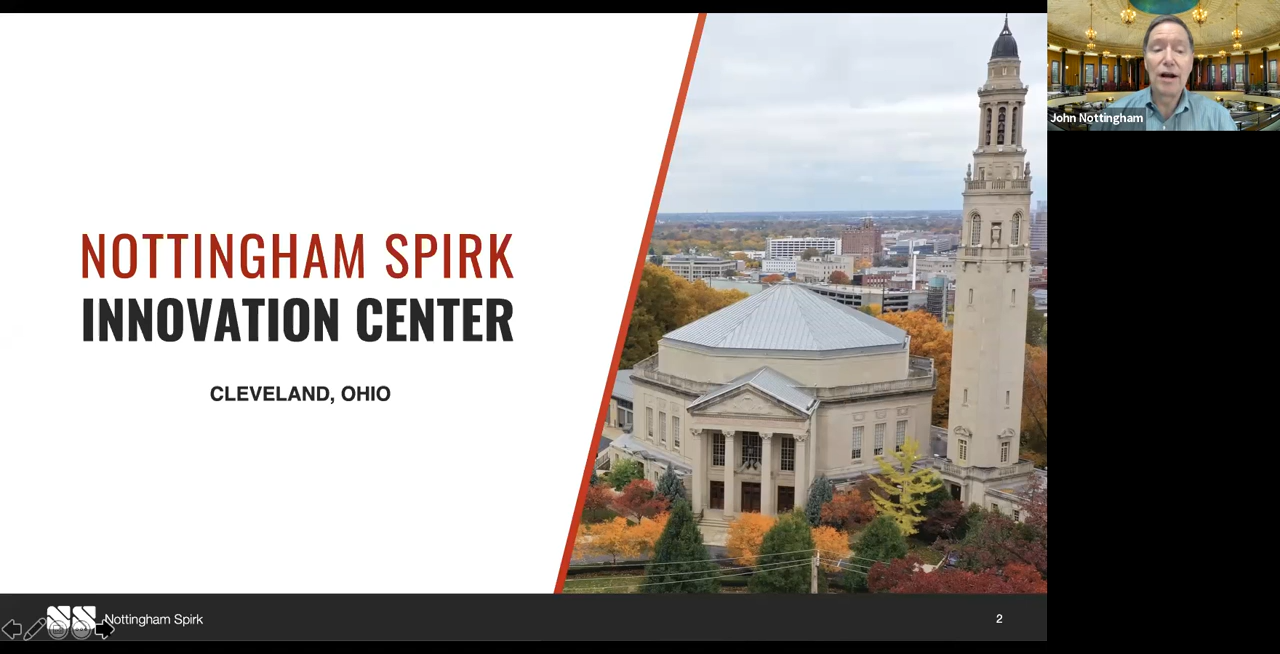 NOTTINGHAM SPIRK
INNOVATION CENTER
CLEVELAND, OHIO
Nottingham Spirk
2
John Nottingham